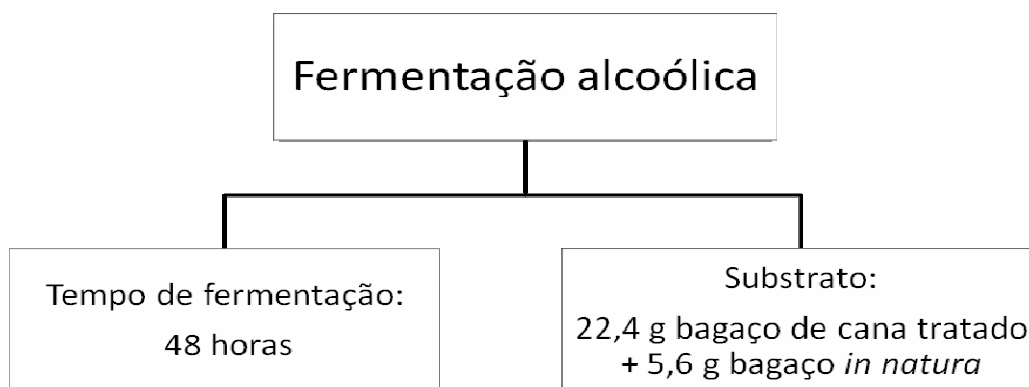 Fermentação alcoólica
Tempo de fermentação:
48 horas
Substrato:
22,4 g bagaço de cana tratado
+ 5,6 g bagaço in natura